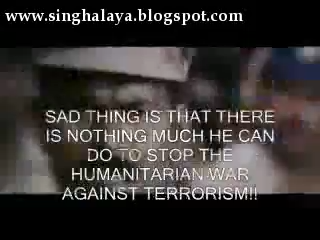 www.singhalaya.blogspot.com
SAD THING IS THAT THERE
IS NOTHING MUCH HE CAN
DO TO STOP THE
HUMANITARIAN WAR
AGAINST TERRORISM!!